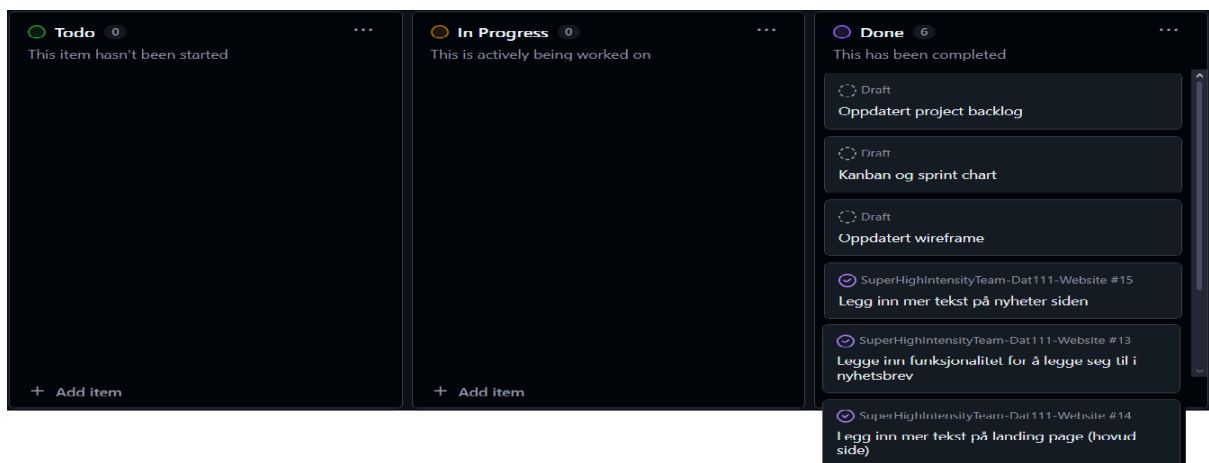 Todo 0 ...
This item hasn't been started
+ Add item
In Progress 0 ...
This is actively being worked on
+ Add item
Done 6 ...
This has been completed
Draft
Oppdatert project backlog
Draft
Kanban og sprint chart
Draft
Oppdatert wireframe
SuperHighIntensityTeam-Dat111-Website #15
Legg inn mer tekst på nyheter siden
SuperHighIntensityTeam-Dat111-Website #13
Legge inn funksjonalitet for å legge seg til i
nyhetsbrev
SuperHighIntensityTeam-Dat111-Website #14
Legg inn mer tekst på landing page (hovud
side)